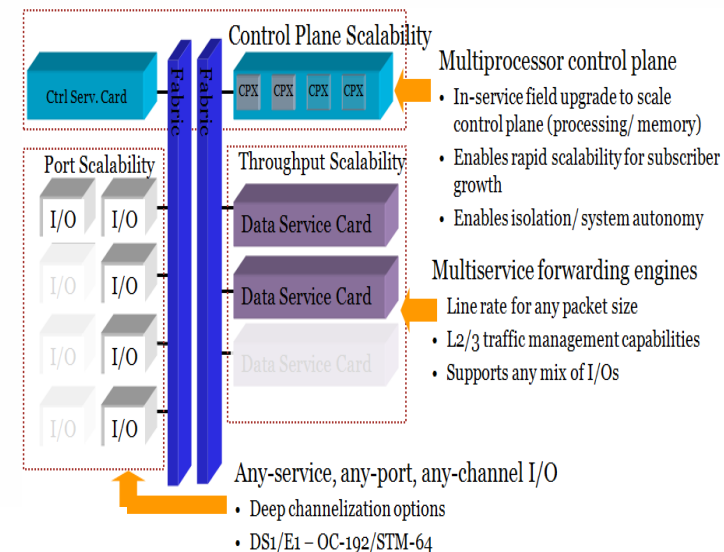 Control Plane Scalability
Ctrl Serv. Card
Fabric
Fabric
CPX CPX CPX CPX
Multiprocessor control plane
• In-service field upgrade to scale
control plane (processing/ memory)
• Enables rapid scalability for subscriber
growth
• Enables isolation/ system autonomy
Port Scalability
I/O I/O
I/O I/O
I/O I/O
I/O I/O
Throughput Scalability
Data Service Card
Data Service Card
Data Service Card
Multiservice forwarding engines
• Line rate for any packet size
• L2/3 traffic management capabilities
• Supports any mix of I/Os
Any-service, any-port, any-channel I/O
• Deep channelization options
• DS1/E1 – OC-192/STM-64